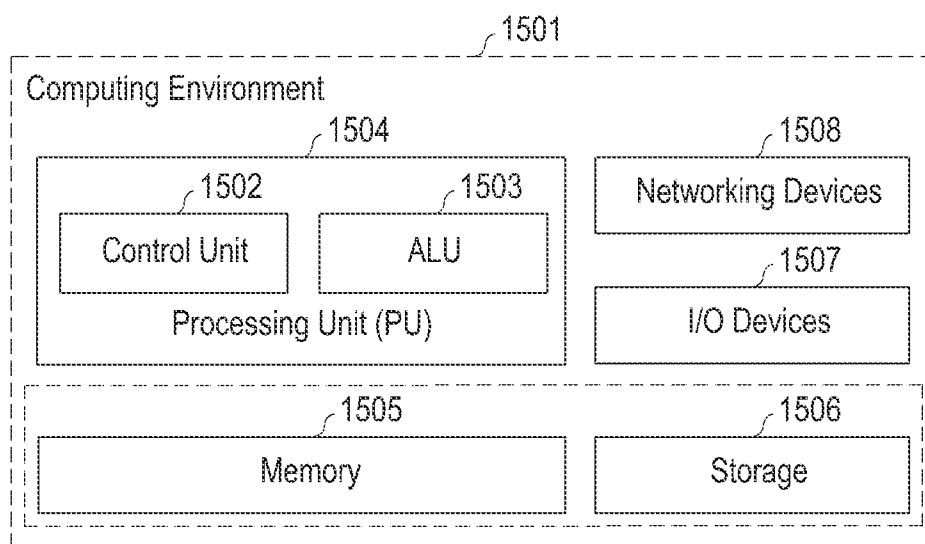 1501
Computing Environment
1504
1508
1502
1503
Networking Devices
Control Unit
ALU
1507
Processing Unit (PU)
I/O Devices
1505
1506
Memory
Storage